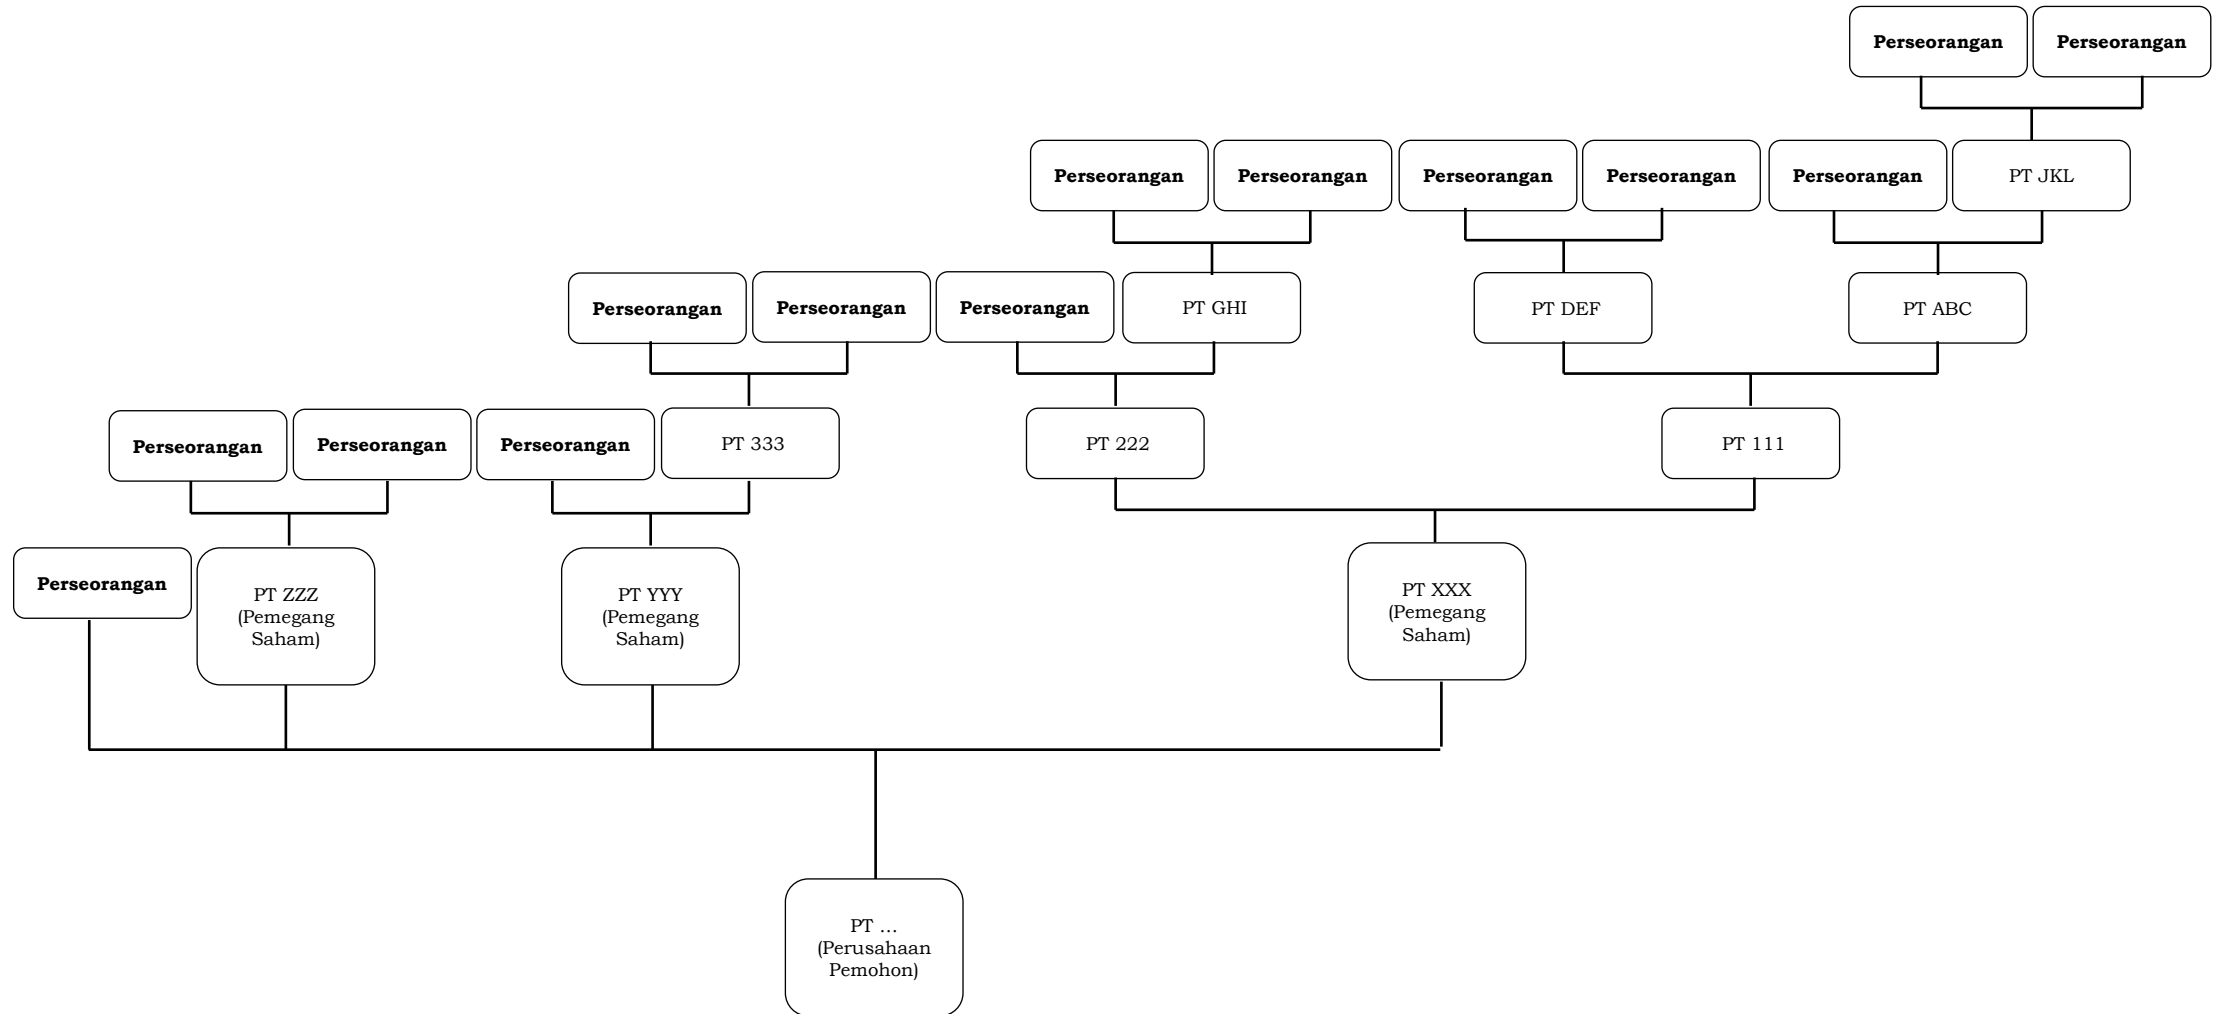 Perseorangan
Perseorangan
Perseorangan
Perseorangan
Perseorangan
Perseorangan
Perseorangan
PT JKL
Perseorangan
Perseorangan
Perseorangan
PT GHI
PT DEF
PT ABC
Perseorangan
Perseorangan
Perseorangan
PT 333
PT 222
PT 111
Perseorangan
PT ZZZ
(Pemegang
Saham)
PT YYY
(Pemegang
Saham)
PT XXX
(Pemegang
Saham)
PT …
(Perusahaan
Pemohon)